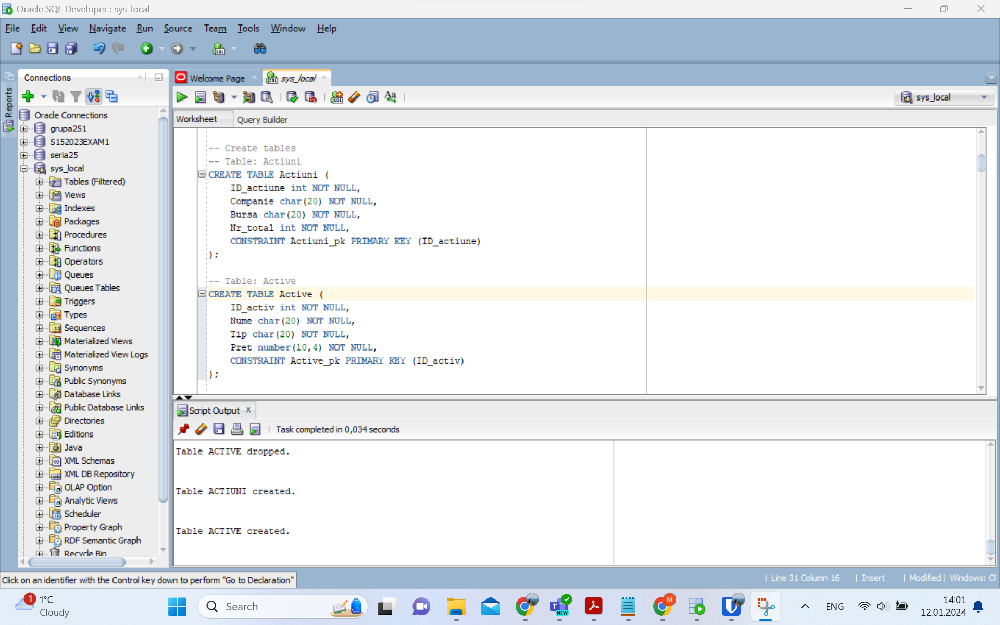 Oracle SQL Developer : sys_local
File Edit View Navigate Run Source Team Tools Window Help
Reports
Connections
Oracle Connections
grupa251
S152023EXAM1
seria25
sys_local
Tables (Filtered)
Views
Indexes
Packages
Procedures
Functions
Operators
Queues
Queues Tables
Triggers
Types
Sequences
Materialized Views
Materialized View Logs
Synonyms
Public Synonyms
Database Links
Public Database Links
Directories
Editions
Java
XML Schemas
XML DB Repository
OLAP Option
Analytic Views
Scheduler
Property Graph
RDF Semantic Graph
Recycle Bin
Welcome Page sys_local
sys_local
Worksheet Query Builder
-- Create tables
-- Table: Actiuni
CREATE TABLE Actiuni (
ID_actiune int NOT NULL,
Companie char(20) NOT NULL,
Bursa char(20) NOT NULL,
Nr_total int NOT NULL,
CONSTRAINT Actiuni_pk PRIMARY KEY (ID_actiune)
);
-- Table: Active
CREATE TABLE Active (
ID_activ int NOT NULL,
Nume char(20) NOT NULL,
Tip char(20) NOT NULL,
Pret number(10,4) NOT NULL,
CONSTRAINT Active_pk PRIMARY KEY (ID_activ)
);
Script Output
Task completed in 0,034 seconds
Table ACTIVE dropped.
Table ACTIUNI created.
Table ACTIVE created.
Click on an identifier with the Control key down to perform "Go to Declaration"
| Line 31 Column 16 | Insert | Modified | Windows:
1
1°C
Cloudy
Search
NEW
M
ENG
14:01
12.01.2024